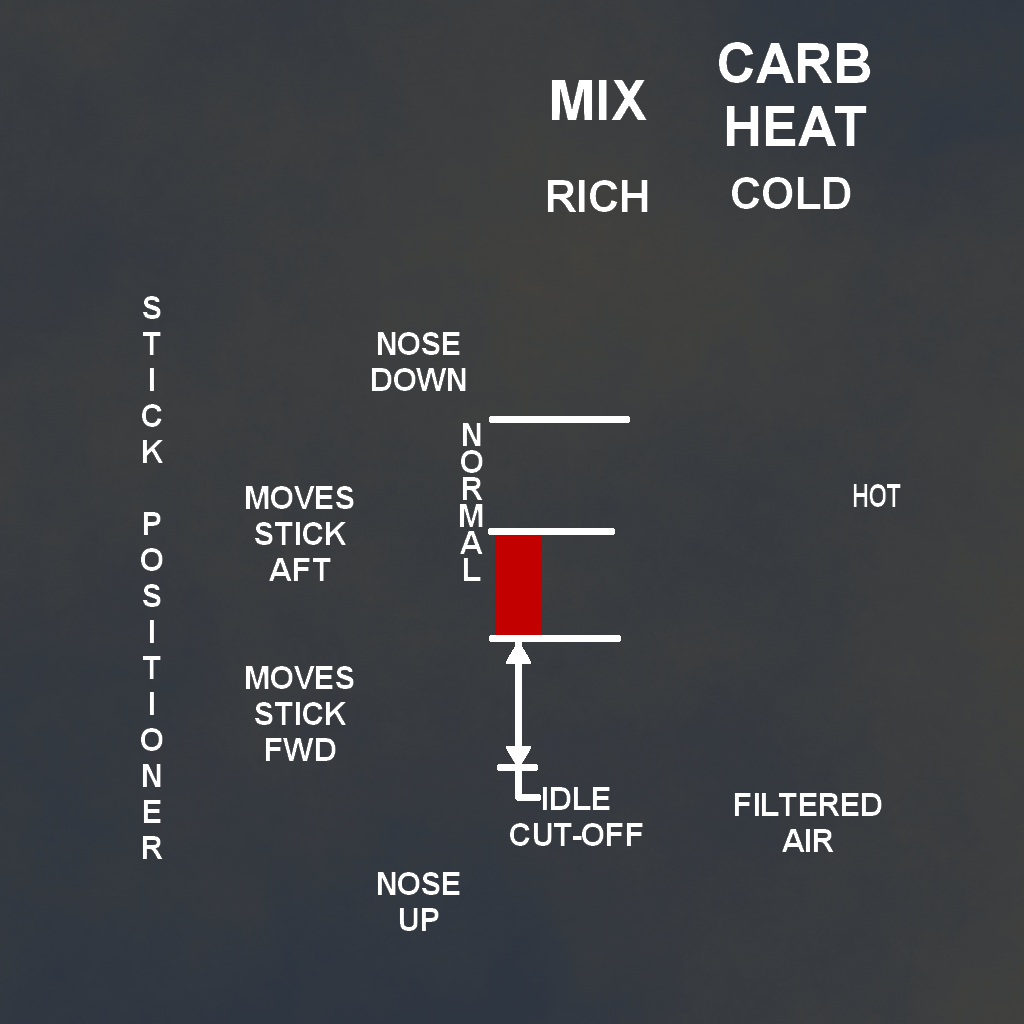 MIX
RICH
CARB
HEAT
COLD
STICK POSITIONER
NOSE
DOWN
NORMAL
MOVES
STICK
AFT
HOT
MOVES
STICK
FWD
IDLE
CUT-OFF
FILTERED
AIR
NOSE
UP